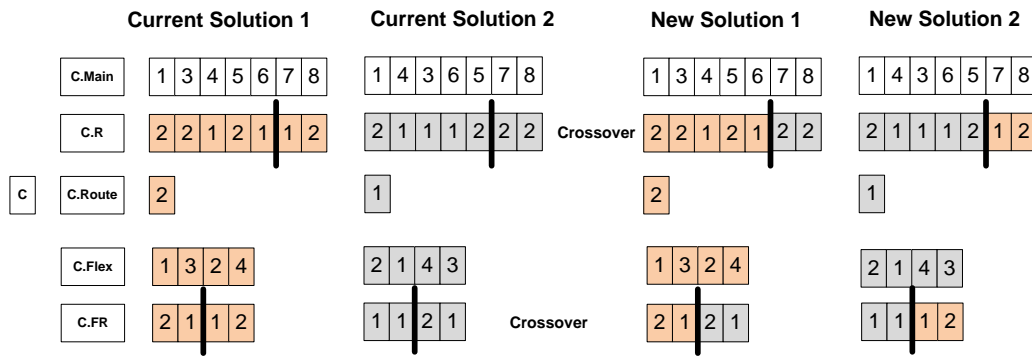 Current Solution 1 Current Solution 2 New Solution 1 New Solution 2
C.Main 1 3 4 5 6 7 8 1 4 3 6 5 7 8 1 3 4 5 6 7 8 1 4 3 6 5 7 8
C.R 2 2 1 2 1 1 2 2 1 1 1 2 2 2 Crossover 2 2 1 2 1 2 2 2 1 1 1 2 1 2
C C.Route 2 1 2 1
C.Flex 1 3 2 4 2 1 4 3 1 3 2 4 2 1 4 3
C.FR 2 1 1 2 1 1 2 1 Crossover 2 1 2 1 1 1 1 2